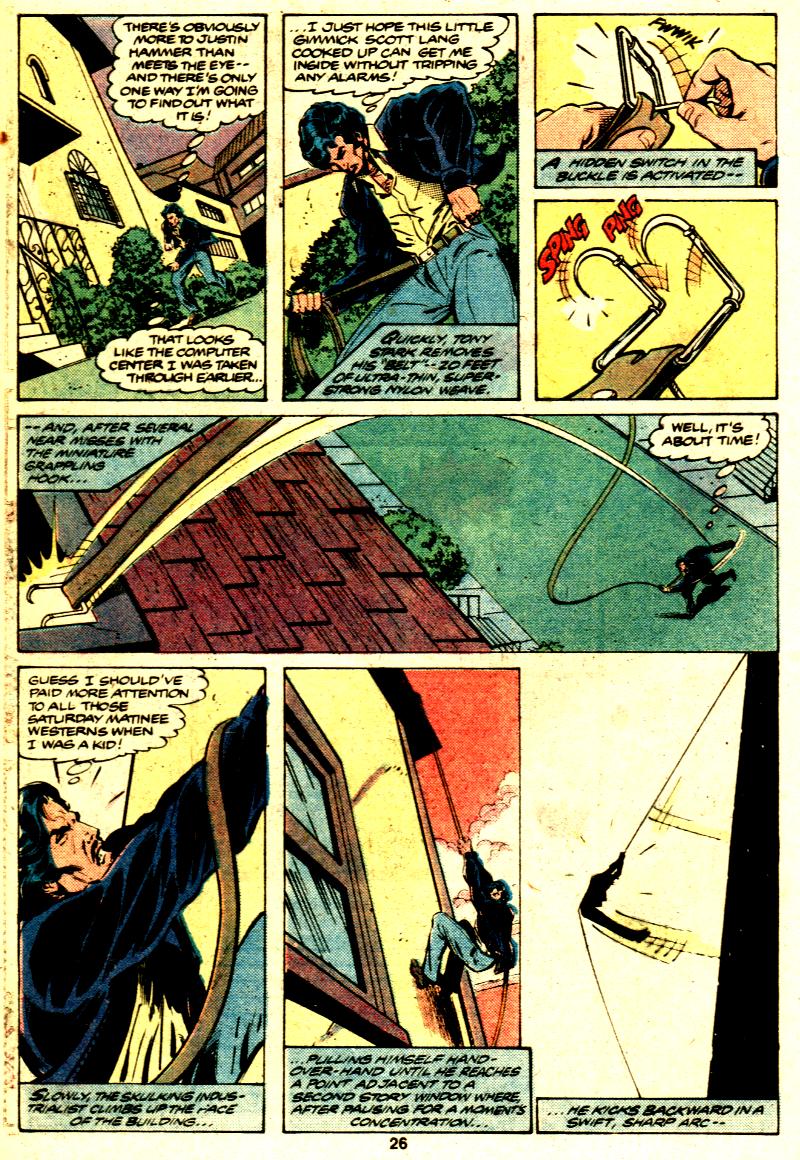 THERE'S OBVIOUSLY
MORE TO JUSTIN
HAMMER THAN
MEETS THE EYE--
AND THERE'S ONLY
ONE WAY I'M GOING
TO FIND OUT WHAT
IT IS!
THAT LOOKS
LIKE THE COMPUTER
CENTER I WAS TAKEN
THROUGH EARLIER...
...I JUST HOPE THIS LITTLE
GIMMICK SCOTT LANG
COOKED UP CAN GET ME
INSIDE WITHOUT TRIPPING
ANY ALARMS!
QUICKLY, TONY
STARK REMOVES
HIS "BELT"--20 FEET
OF ULTRA-THIN, SUPER-
STRONG NYLON WEAVE.
FWWIK!
A HIDDEN SWITCH IN THE
BUCKLE IS ACTIVATED--
SPING
PING
--AND, AFTER SEVERAL
NEAR MISSES WITH
THE MINIATURE
GRAPPLING
HOOK...
WELL, IT'S
ABOUT TIME!
GUESS I SHOULD'VE
PAID MORE ATTENTION
TO ALL THOSE
SATURDAY MATINEE
WESTERNS WHEN
I WAS A KID!
SLOWLY, THE SKULKING INDUS-
TRIALIST CLIMBS UP THE FACE
OF THE BUILDING...
...PULLING HIMSELF HAND-
OVER-HAND UNTIL HE REACHES
A POINT ADJACENT TO A
SECOND STORY WINDOW WHERE,
AFTER PAUSING FOR A MOMENT'S
CONCENTRATION...
...HE KICKS BACKWARD IN A
SWIFT, SHARP ARC--
26